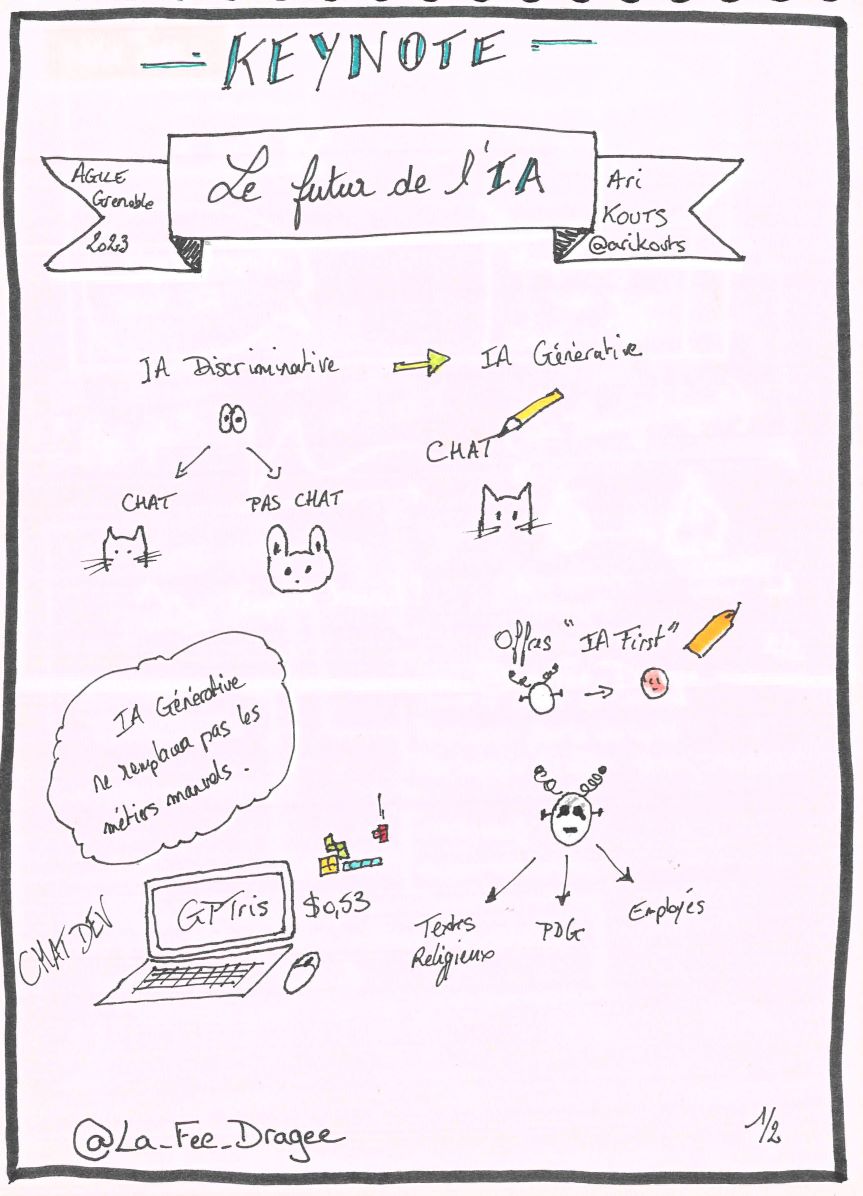 KEYNOTE
AGILE
Grenoble
2023
Le futur de l'IA
Ari
KOUTS
@arikouts
IA Discriminative
IA Générative
CHAT
CHAT
PAS CHAT
Offres "IA First"
IA Générative
ne remplacera pas les
métiers manuels.
CHAT DEV
GPTris
$0,53
Textes
Religieux
PDG
Employés
@La_Fee_Dragee
1/2